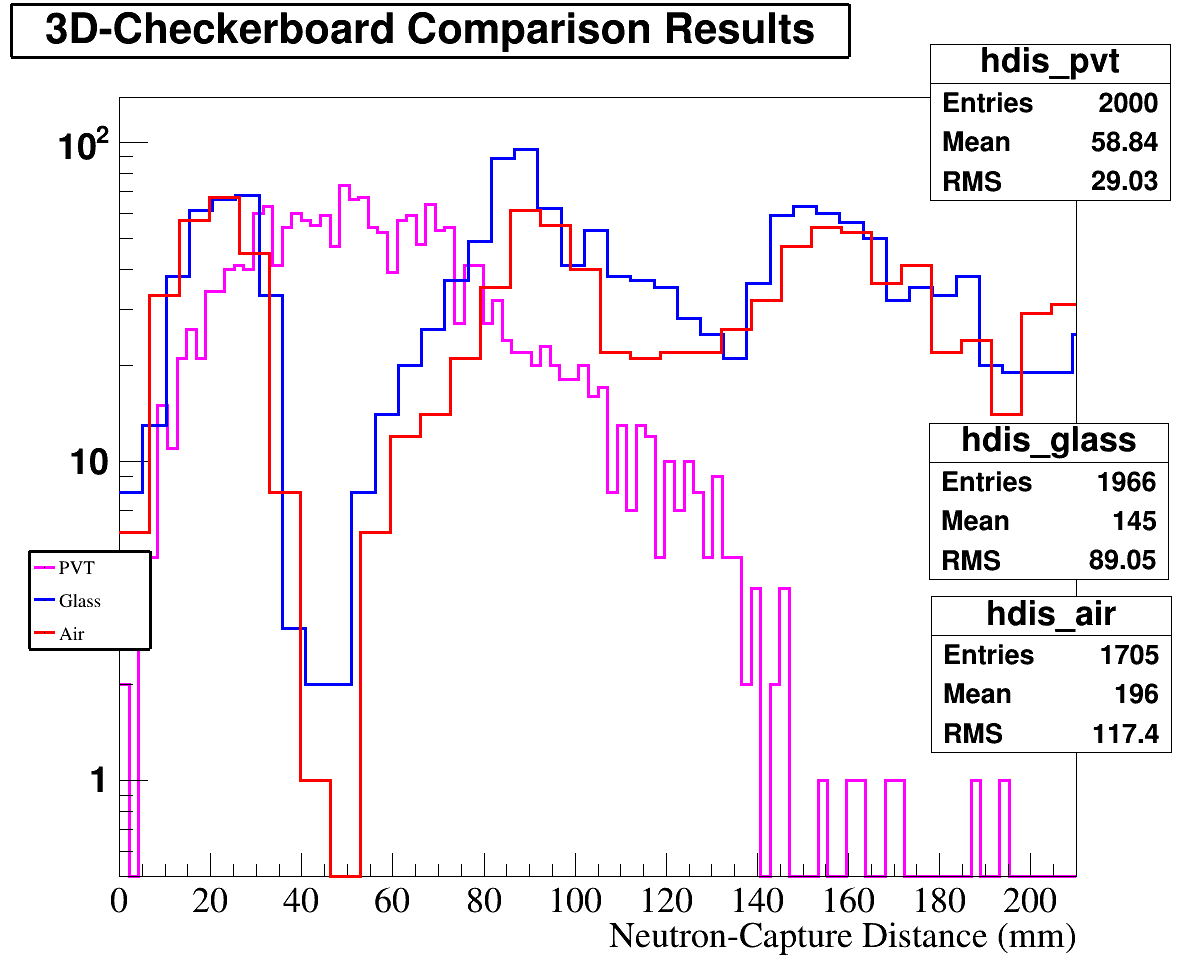 3D-Checkerboard Comparison Results
hdis_pvt
Entries 2000
Mean 58.84
RMS 29.03
10²
10
1
hdis_glass
Entries 1966
Mean 145
RMS 89.05
PVT
Glass
Air
hdis_air
Entries 1705
Mean 196
RMS 117.4
0 20 40 60 80 100 120 140 160 180 200
Neutron-Capture Distance (mm)